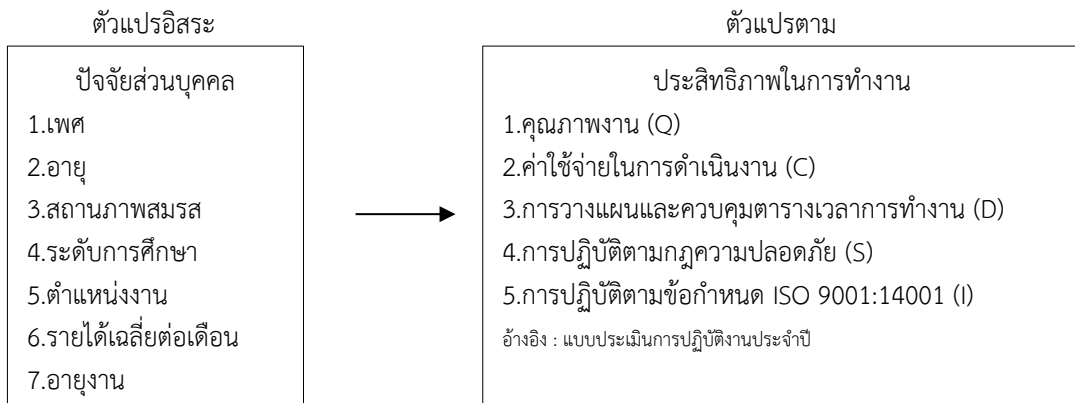 ตัวแปรอิสระ
ปัจจัยส่วนบุคคล
1.เพศ
2.อายุ
3.สถานภาพสมรส
4.ระดับการศึกษา
5.ตำแหน่งงาน
6.รายได้เฉลี่ยต่อเดือน
7.อายุงาน
ตัวแปรตาม
ประสิทธิภาพในการทำงาน
1.คุณภาพงาน (Q)
2.ค่าใช้จ่ายในการดำเนินงาน (C)
3.การวางแผนและควบคุมตารางเวลาการทำงาน (D)
4.การปฏิบัติตามกฎความปลอดภัย (S)
5.การปฏิบัติตามข้อกำหนด ISO 9001:14001 (I)
อ้างอิง : แบบประเมินการปฏิบัติงานประจำปี